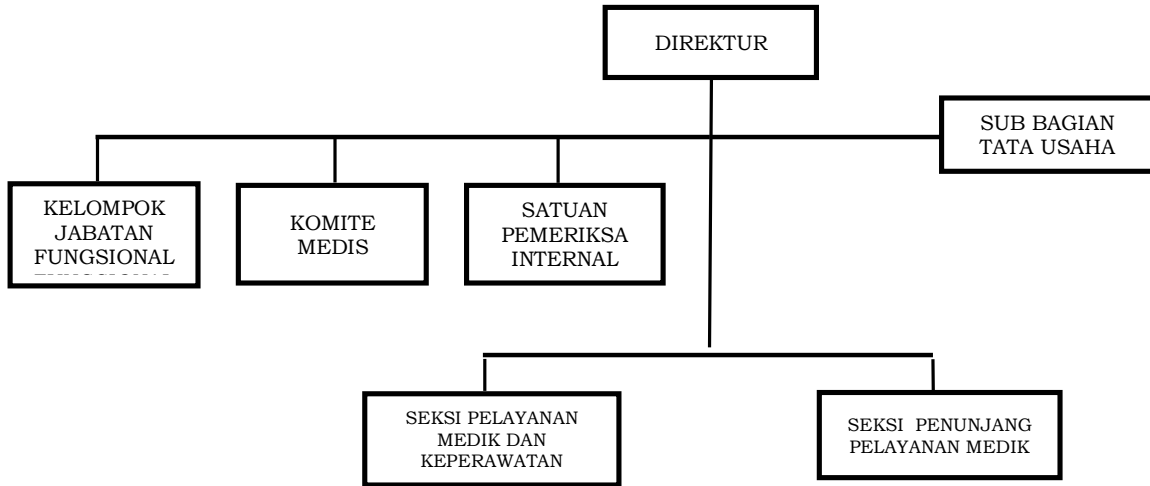 DIREKTUR
SUB BAGIAN
TATA USAHA
KELOMPOK
JABATAN
FUNGSIONAL
KOMITE
MEDIS
SATUAN
PEMERIKSA
INTERNAL
SEKSI PELAYANAN
MEDIK DAN
KEPERAWATAN
SEKSI PENUNJANG
PELAYANAN MEDIK